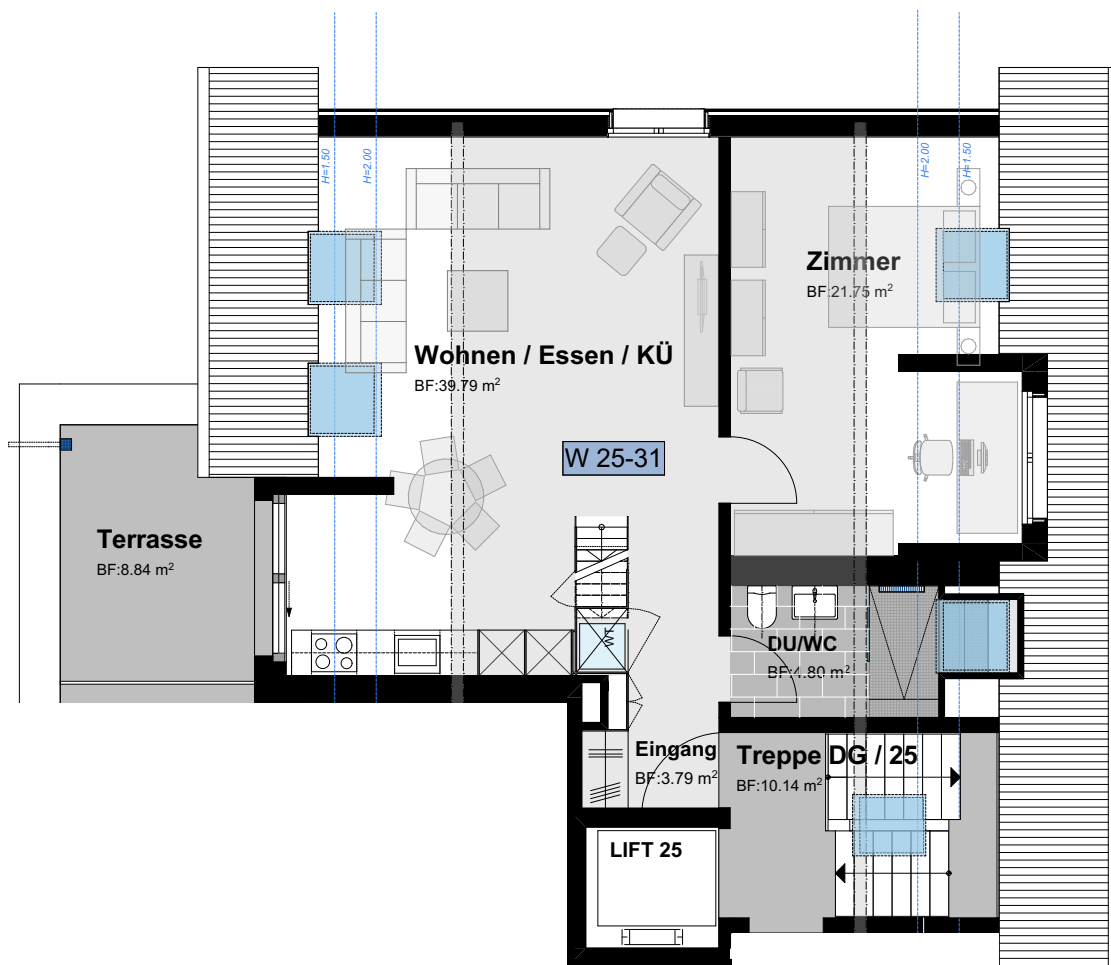 H=1.50
H=2.00
H=2.00
H=1.50
Zimmer
BF:21.75 m²
Wohnen / Essen / KÜ
BF:39.79 m²
W 25-31
Terrasse
BF:8.84 m²
WT
DU/WC
BF:4.80 m²
Eingang
BF:3.79 m²
Treppe DG / 25
BF:10.14 m²
LIFT 25